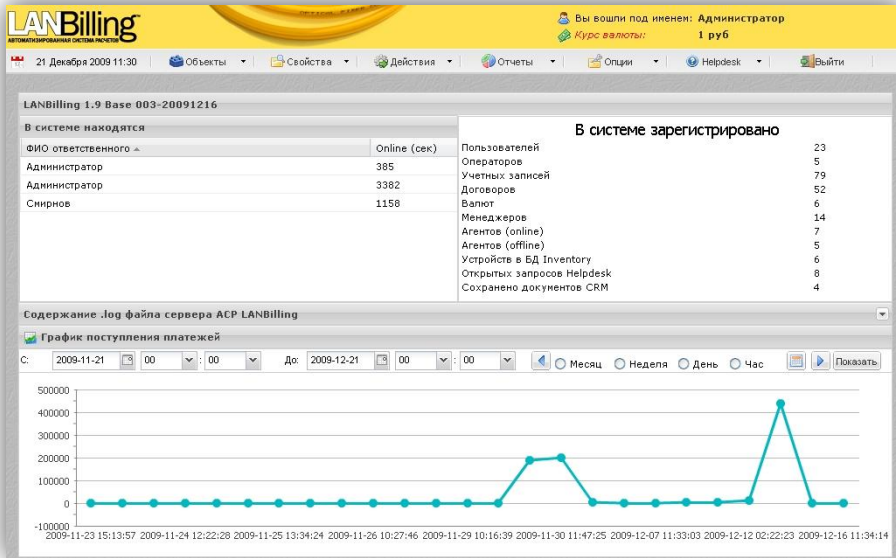 LANBilling
АВТОМАТИЗИРОВАННАЯ СИСТЕМА РАСЧЕТОВ
Вы вошли под именем: Администратор
Курс валюты: 1 руб
21 Декабря 2009 11:30 Объекты Свойства Действия Отчеты Опции Helpdesk Выйти
LANBilling 1.9 Base 003-20091216
В системе находятся
ФИО ответственного Online (сек)
Администратор 385
Администратор 3382
Смирнов 1158
В системе зарегистрировано
Пользователей 23
Операторов 5
Учетных записей 79
Договоров 52
Валют 6
Менеджеров 14
Агентов (online) 7
Агентов (offline) 5
Устройств в БД Inventory 6
Открытых запросов Helpdesk 8
Сохранено документов CRM 4
Содержание .log файла сервера АСР LANBilling
График поступления платежей
С: 2009-11-21 00 : 00 До: 2009-12-21 00 : 00 Месяц Неделя День Час Показать
500000
400000
300000
200000
100000
0
-100000
2009-11-23 15:13:57 2009-11-24 12:22:28 2009-11-25 13:34:24 2009-11-26 10:27:46 2009-11-29 10:16:39 2009-11-30 11:47:25 2009-12-07 11:33:03 2009-12-12 02:22:23 2009-12-16 11:34:14